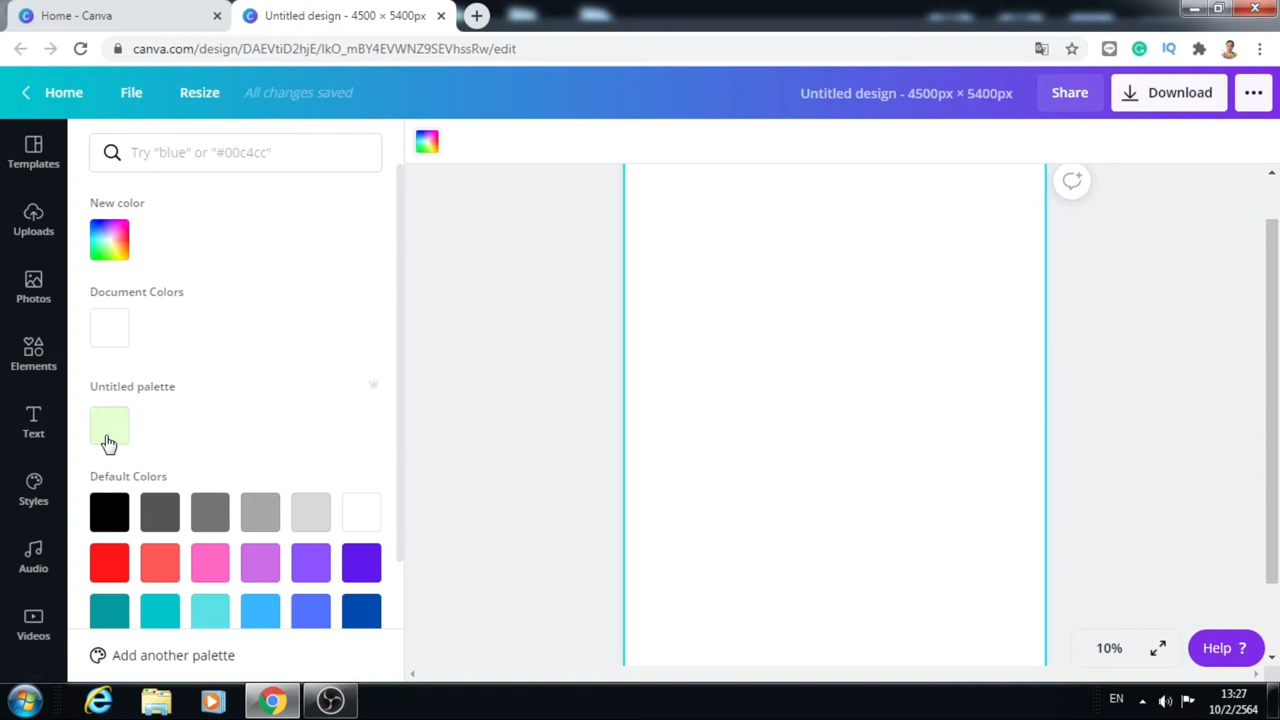 Home - Canva
Untitled design - 4500 × 5400px
canva.com/design/DAEVtiD2hjE/lkO_mBY4EVWNZ9SEVhssRw/edit
IQ
Home
File
Resize
All changes saved
Untitled design - 4500px × 5400px
Share
Download
Templates
Uploads
Photos
Elements
Text
Styles
Audio
Videos
Try "blue" or "#00c4cc"
New color
Document Colors
Untitled palette
Default Colors
Add another palette
10%
Help ?
EN
13:27
10/2/2564